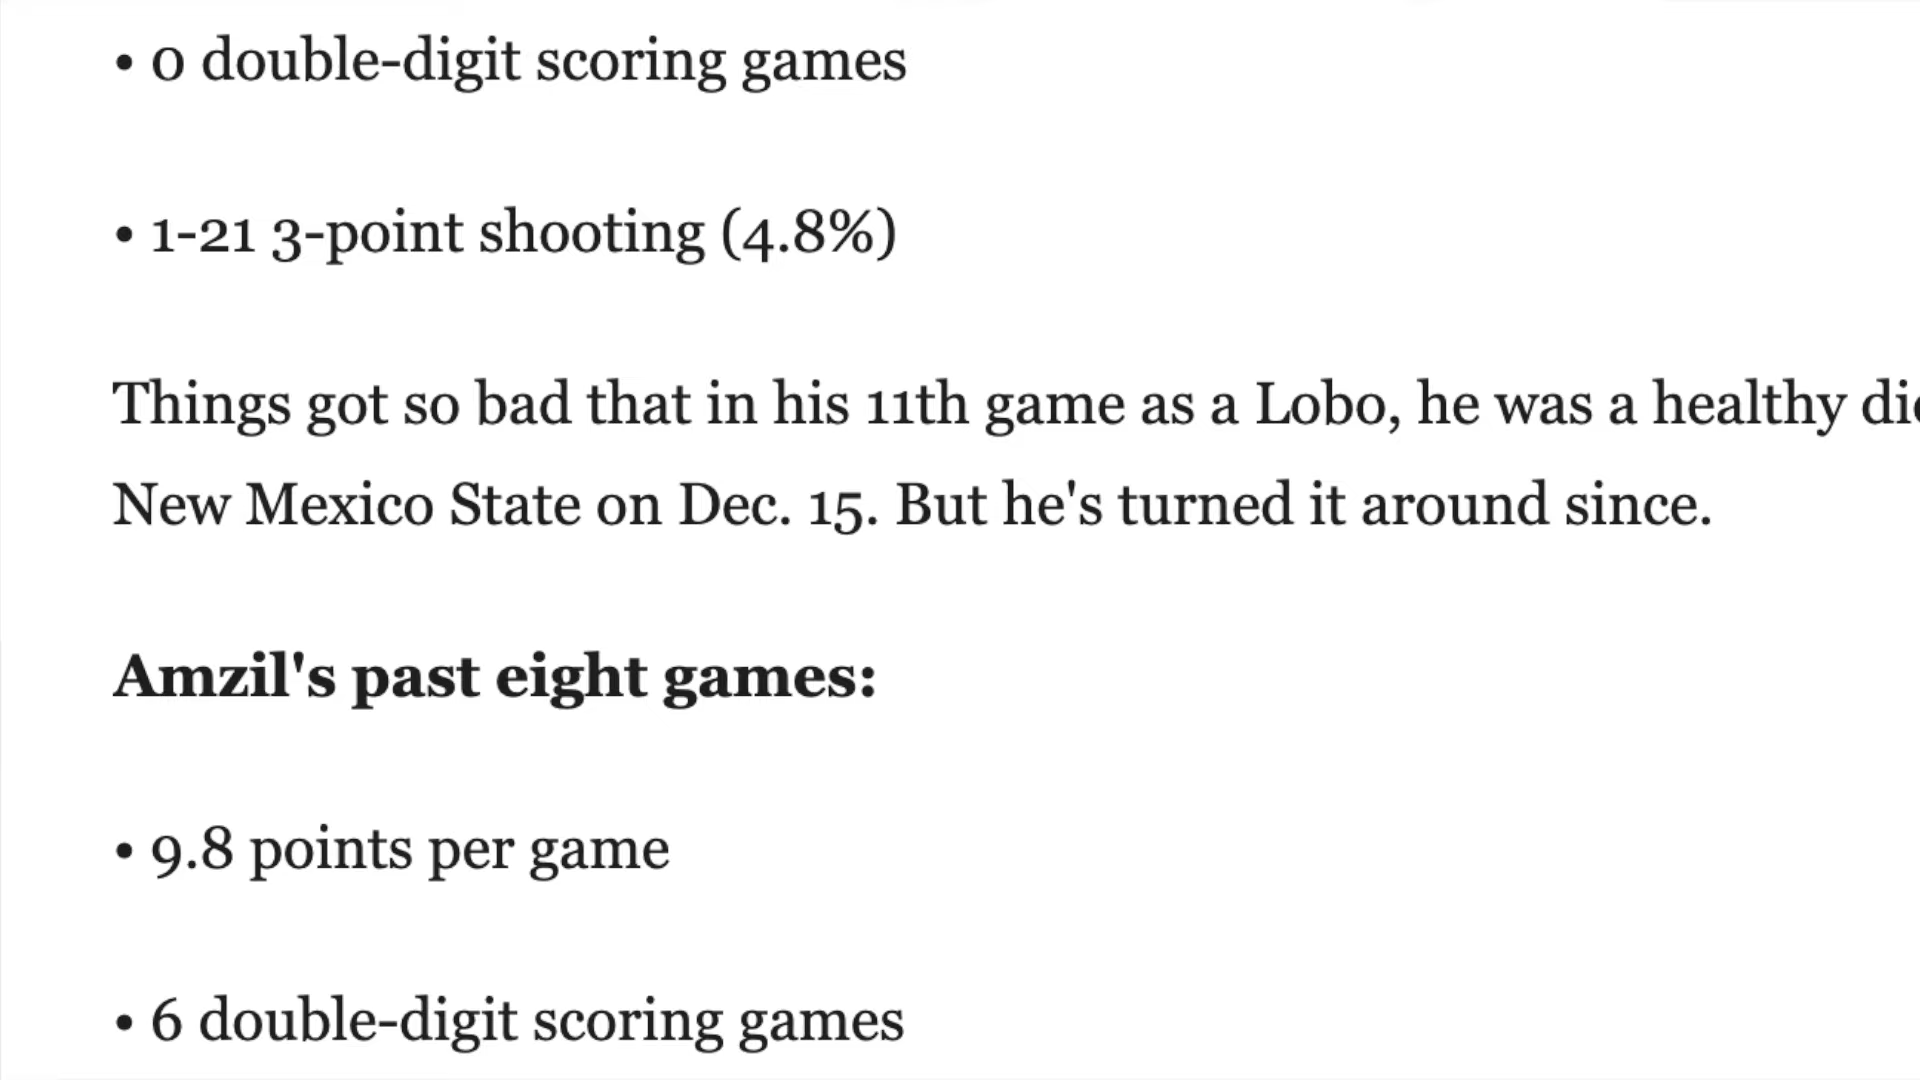 • 0 double-digit scoring games
• 1-21 3-point shooting (4.8%)
Things got so bad that in his 11th game as a Lobo, he was a healthy
New Mexico State on Dec. 15. But he's turned it around since.
Amzil's past eight games:
• 9.8 points per game
• 6 double-digit scoring games